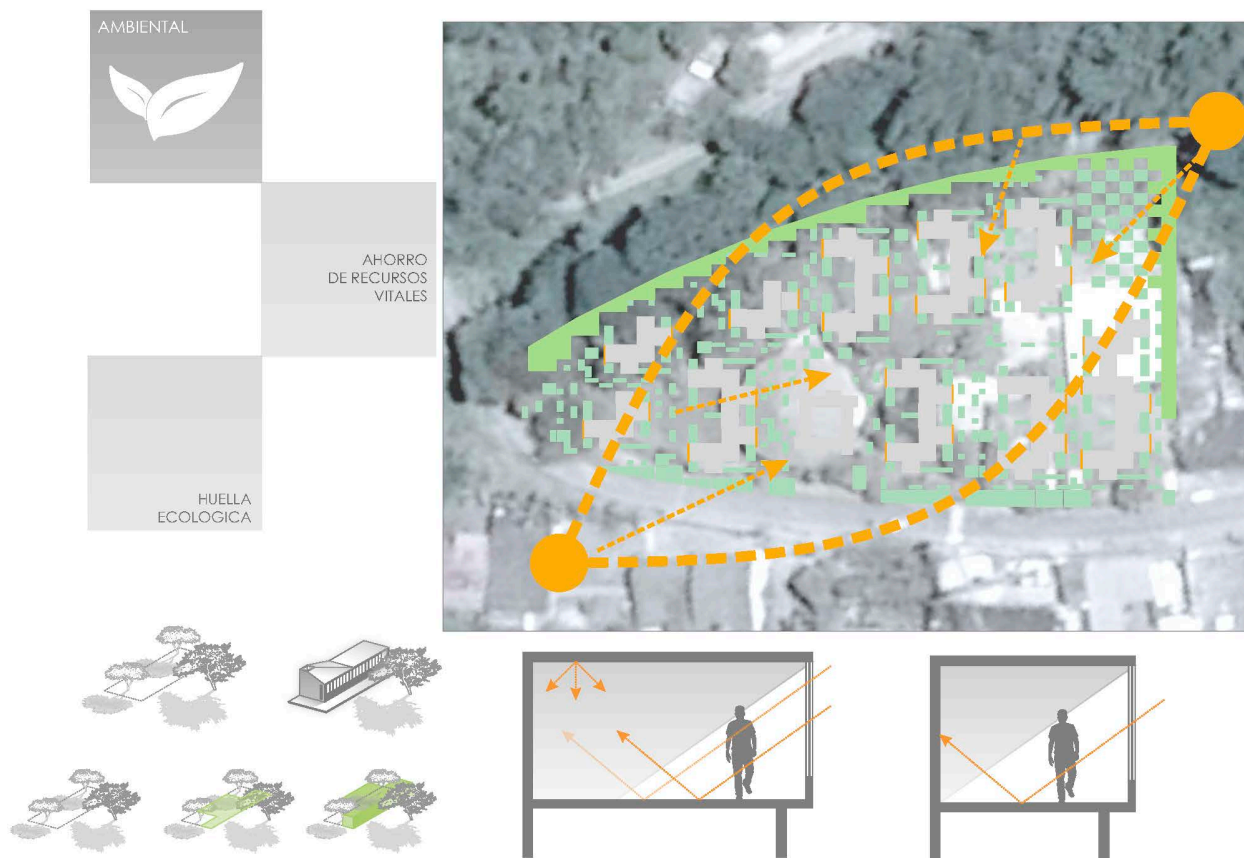 AMBIENTAL
AHORRO
DE RECURSOS
VITALES
HUELLA
ECOLOGICA